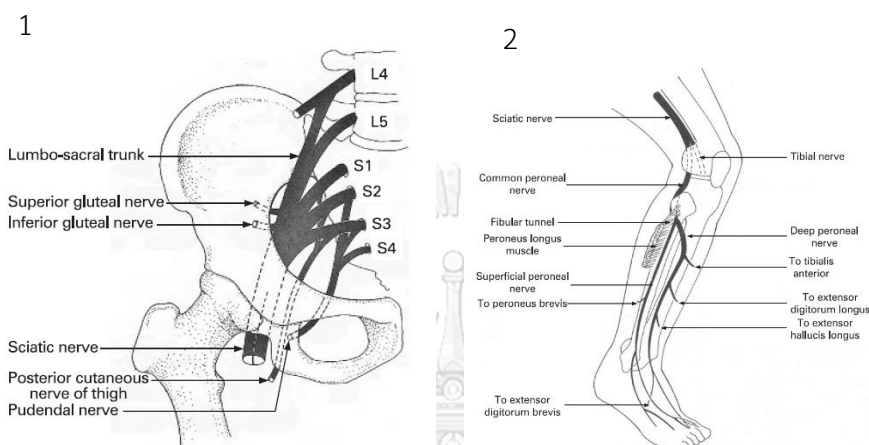 1
L4
L5
S1
S2
S3
S4
Lumbo-sacral trunk
Superior gluteal nerve
Inferior gluteal nerve
Sciatic nerve
Posterior cutaneous
nerve of thigh
Pudendal nerve
2
Sciatic nerve
Tibial nerve
Common peroneal
nerve
Fibular tunnel
Peroneus longus
muscle
Deep peroneal
nerve
To tibialis
anterior
Superficial peroneal
nerve
To peroneus brevis
To extensor
digitorum longus
To extensor
hallucis longus
To extensor
digitorum brevis